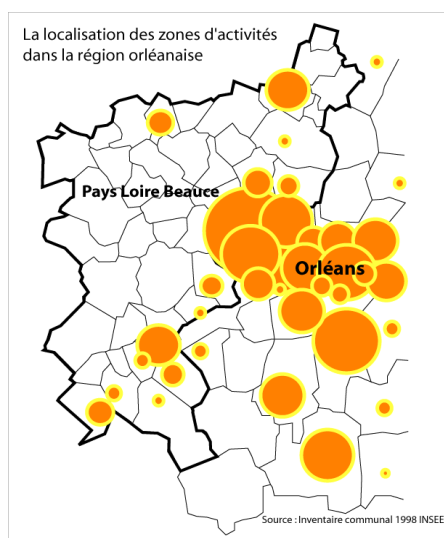 La localisation des zones d'activités
dans la région orléanaise
Pays Loire Beauce
Orléans
Source : Inventaire communal 1998 INSEE